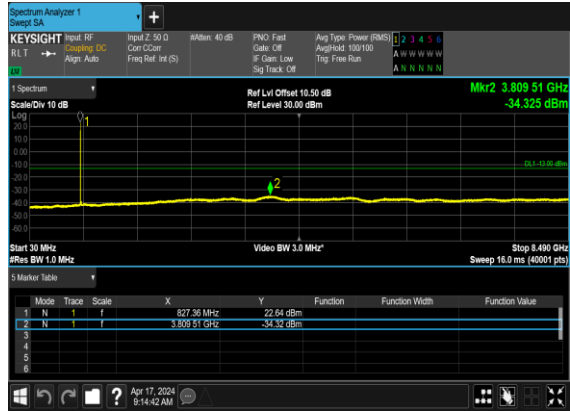 Spectrum Analyzer 1
Swept SA
+
KEYSIGHT Input: RF Input Z: 50 Ω #Atten: 40 dB PNO: Fast Avg Type: Power (RMS) 1 2 3 4 5 6
RLT Coupling: DC Corr CCorr Gate: Off Avg|Hold: 100/100 A W W W W W
Align: Auto Freq Ref: Int (S) IF Gain: Low Trig: Free Run
Sig Track: Off A N N N N N
1 Spectrum Ref Lvl Offset 10.50 dB Mkr2 3.809 51 GHz
Scale/Div 10 dB Ref Level 30.00 dBm -34.325 dBm
Log
20.0
10.0
0.00
DL1 -13.00 dBm
-10.0
-20.0
-30.0
-40.0
-50.0
-60.0
1
2
Start 30 MHz Video BW 3.0 MHz* Stop 8.490 GHz
#Res BW 1.0 MHz Sweep 16.0 ms (40001 pts)
5 Marker Table
Mode Trace Scale X Y Function Function Width Function Value
1 N 1 f 827.36 MHz 22.64 dBm
2 N 1 f 3.809 51 GHz -34.32 dBm
3
4
5
6
? Apr 17, 2024
9:14:42 AM